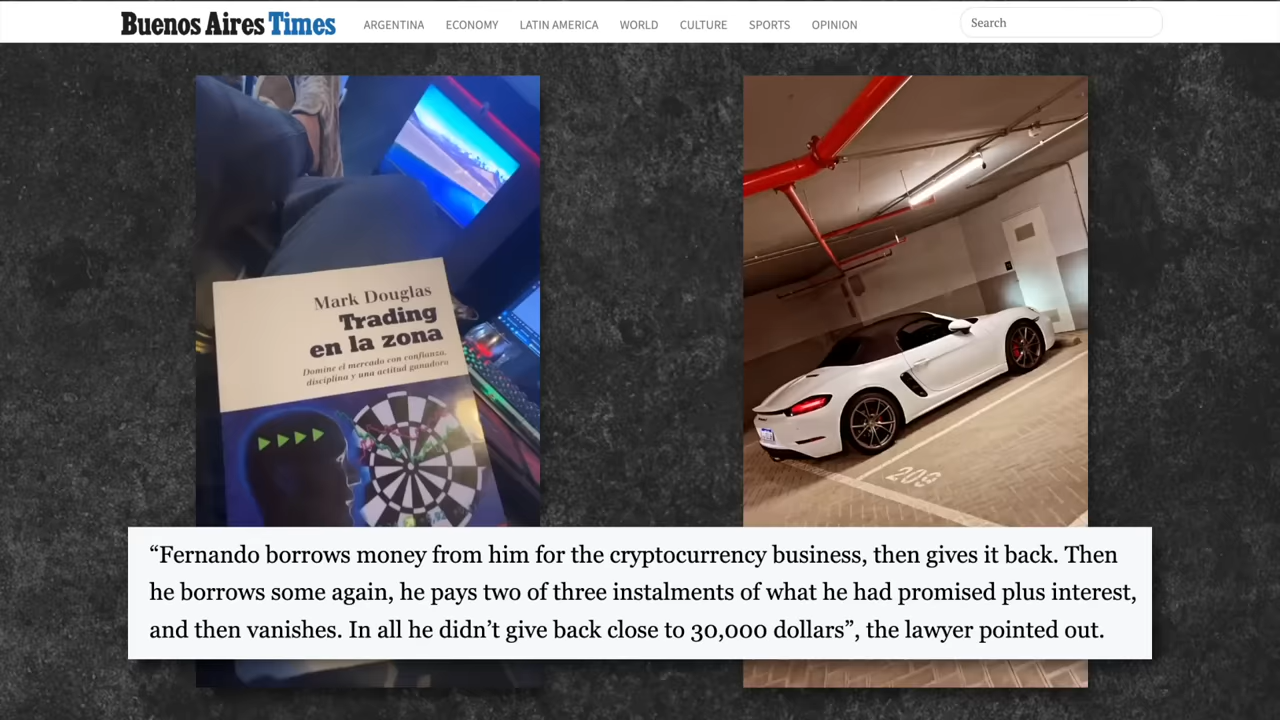 Buenos Aires Times
ARGENTINA ECONOMY LATIN AMERICA WORLD CULTURE SPORTS OPINION
Search
Mark Douglas
Trading
en la zona
Domine el mercado con confianza,
disciplina y una actitud ganadora
209
“Fernando borrows money from him for the cryptocurrency business, then gives it back. Then
he borrows some again, he pays two of three instalments of what he had promised plus interest,
and then vanishes. In all he didn’t give back close to 30,000 dollars”, the lawyer pointed out.